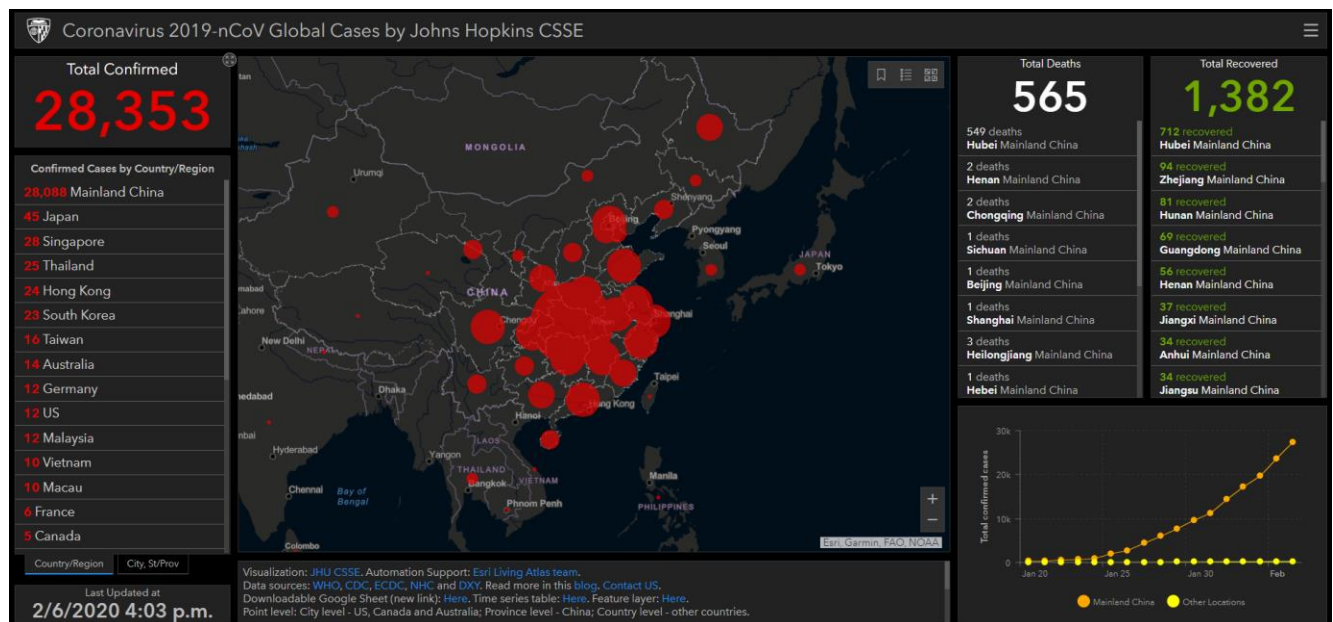 Coronavirus 2019-nCoV Global Cases by Johns Hopkins CSSE
Total Confirmed
28,353
Confirmed Cases by Country/Region
28,088 Mainland China
45 Japan
28 Singapore
25 Thailand
24 Hong Kong
23 South Korea
16 Taiwan
14 Australia
12 Germany
12 US
12 Malaysia
10 Vietnam
10 Macau
6 France
5 Canada
Country/Region
City, St/Prov
Last Updated at
2/6/2020 4:03 p.m.
tan
MONGOLIA
Urumqi
Shenyang
Beijing
Pyongyang
Seoul
JAPAN
Tokyo
CHINA
Shanghai
New Delhi
NEPAL
Taipei
Dhaka
Hong Kong
Hanoi
Hyderabad
LAOS
Yangon
THAILAND
Bangkok
VIETNAM
Manila
Chennai
Bay of
Bengal
Phnom Penh
PHILIPPINES
Colombo
+
−
Esri, Garmin, FAO, NOAA
Visualization: JHU CSSE. Automation Support: Esri Living Atlas team.
Data sources: WHO, CDC, ECDC, NHC and DXY. Read more in this blog. Contact US.
Downloadable Google Sheet (new link): Here. Time series table: Here. Feature layer: Here.
Point level: City level - US, Canada and Australia; Province level - China; Country level - other countries.
Total Deaths
565
549 deaths
Hubei Mainland China
2 deaths
Henan Mainland China
2 deaths
Chongqing Mainland China
1 deaths
Sichuan Mainland China
1 deaths
Beijing Mainland China
1 deaths
Shanghai Mainland China
3 deaths
Heilongjiang Mainland China
1 deaths
Hebei Mainland China
Total Recovered
1,382
712 recovered
Hubei Mainland China
94 recovered
Zhejiang Mainland China
81 recovered
Hunan Mainland China
69 recovered
Guangdong Mainland China
56 recovered
Henan Mainland China
37 recovered
Jiangxi Mainland China
34 recovered
Anhui Mainland China
34 recovered
Jiangsu Mainland China
Total confirmed cases
30k
20k
10k
0
Jan 20
Jan 25
Jan 30
Feb
Mainland China
Other Locations